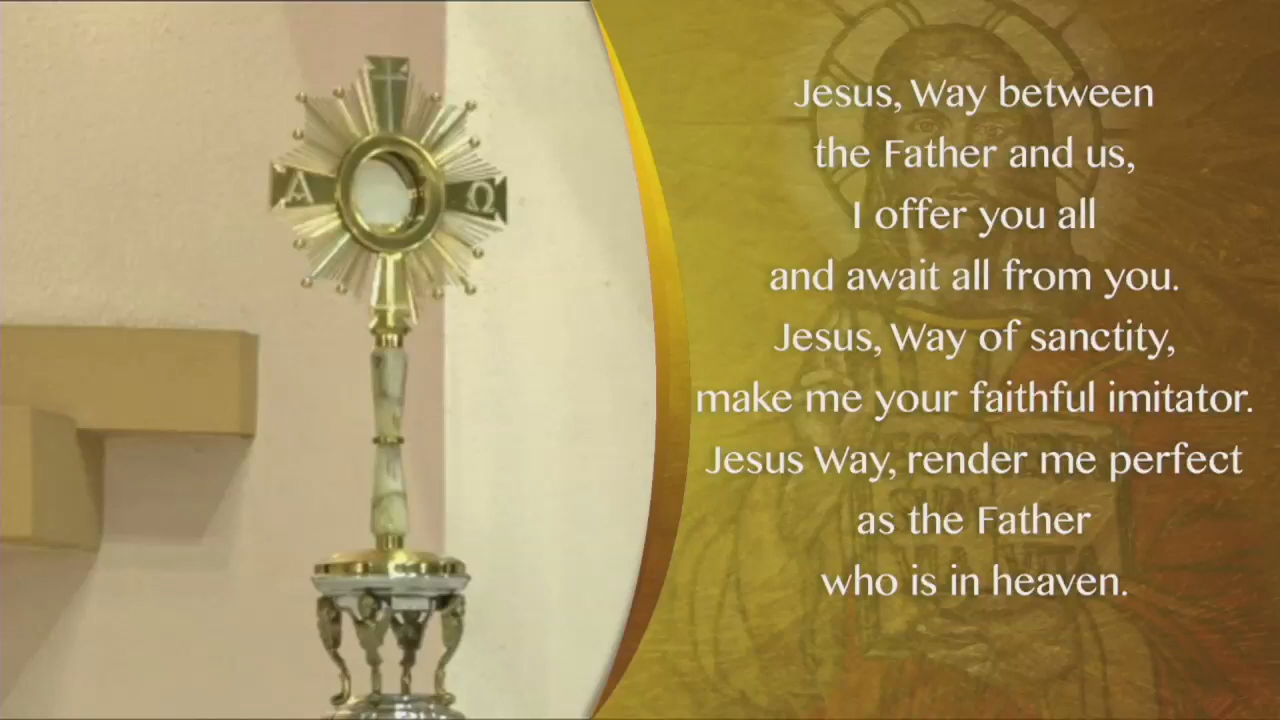 Α Ω
Jesus, Way between
the Father and us,
I offer you all
and await all from you.
Jesus, Way of sanctity,
make me your faithful imitator.
Jesus Way, render me perfect
as the Father
who is in heaven.